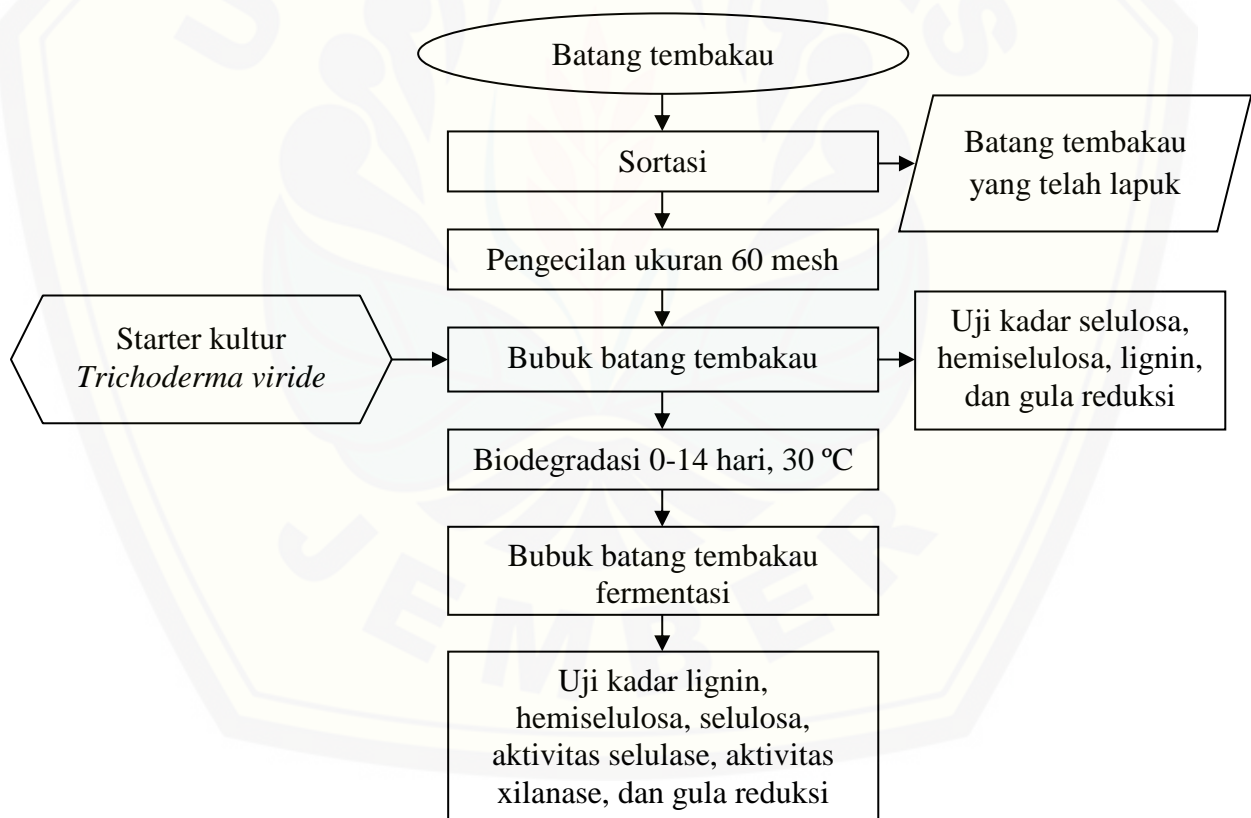 Batang tembakau
Sortasi
Batang tembakau
yang telah lapuk
Pengecilan ukuran 60 mesh
Starter kultur
Trichoderma viride
Bubuk batang tembakau
Uji kadar selulosa,
hemiselulosa, lignin,
dan gula reduksi
Biodegradasi 0-14 hari, 30 ºC
Bubuk batang tembakau
fermentasi
Uji kadar lignin,
hemiselulosa, selulosa,
aktivitas selulase, aktivitas
xilanase, dan gula reduksi
JEMBER